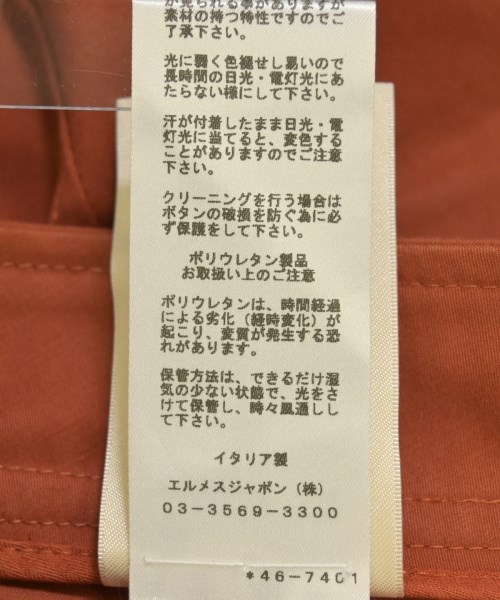 が見られる事がありますが
素材の持つ特性ですのでご
了承下さい。
光に弱く色褪せし易いので
長時間の日光・電灯光にあ
たらない様にして下さい。
汗が付着したまま日光・電
灯光に当てると、変色する
ことがありますのでご注意
下さい。
クリーニングを行う場合は
ボタンの破損を防ぐ為に必
ず保護をして下さい。
ポリウレタン製品
お取扱い上のご注意
ポリウレタンは、時間経過
による劣化（経時変化）が
起こり、変質が発生する恐
れがあります。
保管方法は、できるだけ湿
気の少ない状態で、光をさ
けて保管し、時々風通しし
て下さい。
イタリア製
エルメスジャポン（株）
03-3569-3300
*46-7401